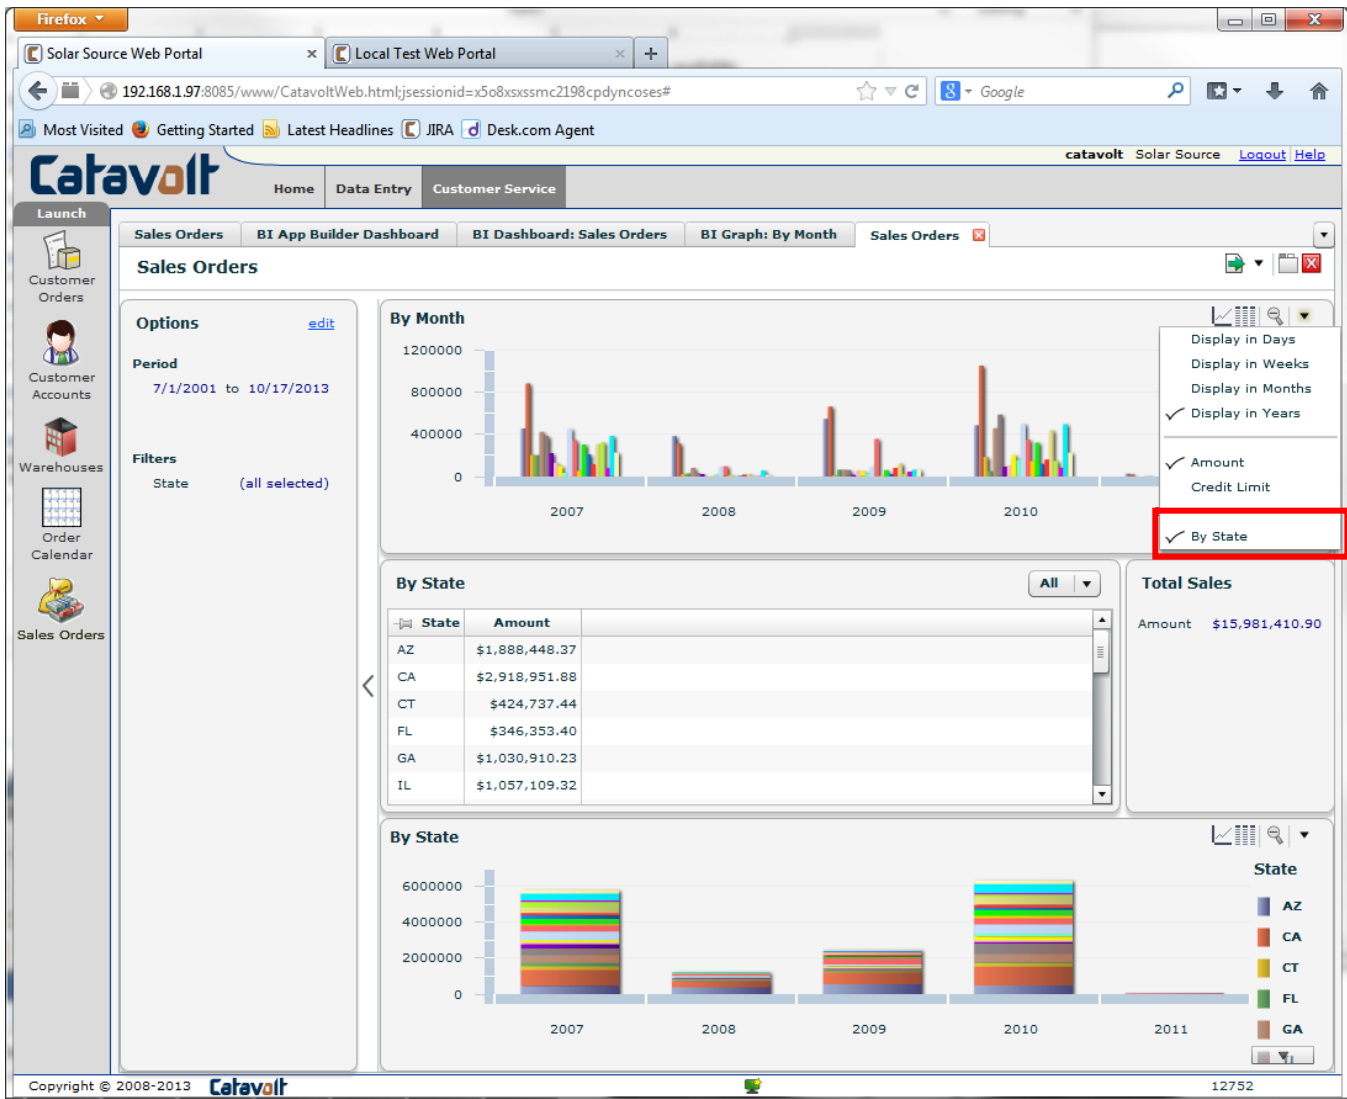 Firefox
Solar Source Web Portal
Local Test Web Portal
192.168.1.97:8085/www/CatavoltWeb.html;jsessionid=x5o8xsxssmc2198cpdyncoses#
Google
Most Visited Getting Started Latest Headlines JIRA Desk.com Agent
catavolt Solar Source Logout Help
Catavolt
Home Data Entry Customer Service
Launch
Sales Orders BI App Builder Dashboard BI Dashboard: Sales Orders BI Graph: By Month Sales Orders
Sales Orders
Customer
Orders
Customer
Accounts
Warehouses
Order
Calendar
Sales Orders
Options edit
Period
7/1/2001 to 10/17/2013
Filters
State (all selected)
By Month
1200000
800000
400000
0
2007 2008 2009 2010
Display in Days
Display in Weeks
Display in Months
Display in Years
Amount
Credit Limit
By State
By State All
State Amount
AZ $1,888,448.37
CA $2,918,951.88
CT $424,737.44
FL $346,353.40
GA $1,030,910.23
IL $1,057,109.32
Total Sales
Amount $15,981,410.90
By State
6000000
4000000
2000000
0
2007 2008 2009 2010 2011
State
AZ
CA
CT
FL
GA
Copyright © 2008-2013 Catavolt 12752